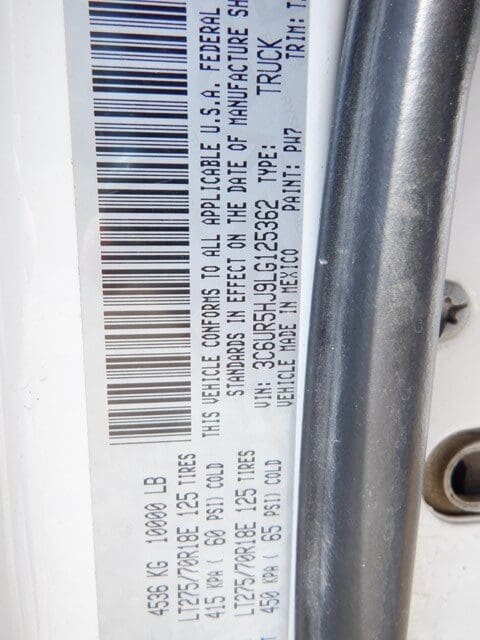 4536 KG 10000 LB
LT275/70R18E 125 TIRES
415 KPA ( 60 PSI) COLD
LT275/70R18E 125 TIRES
450 KPA ( 65 PSI) COLD
THIS VEHICLE CONFORMS TO ALL APPLICABLE U.S.A. FEDERAL
STANDARDS IN EFFECT ON THE DATE OF MANUFACTURE SH
VIN: 3C6UR5HJ9LG125362 TYPE: TRUCK
VEHICLE MADE IN MEXICO PAINT: PW7 TRIM: